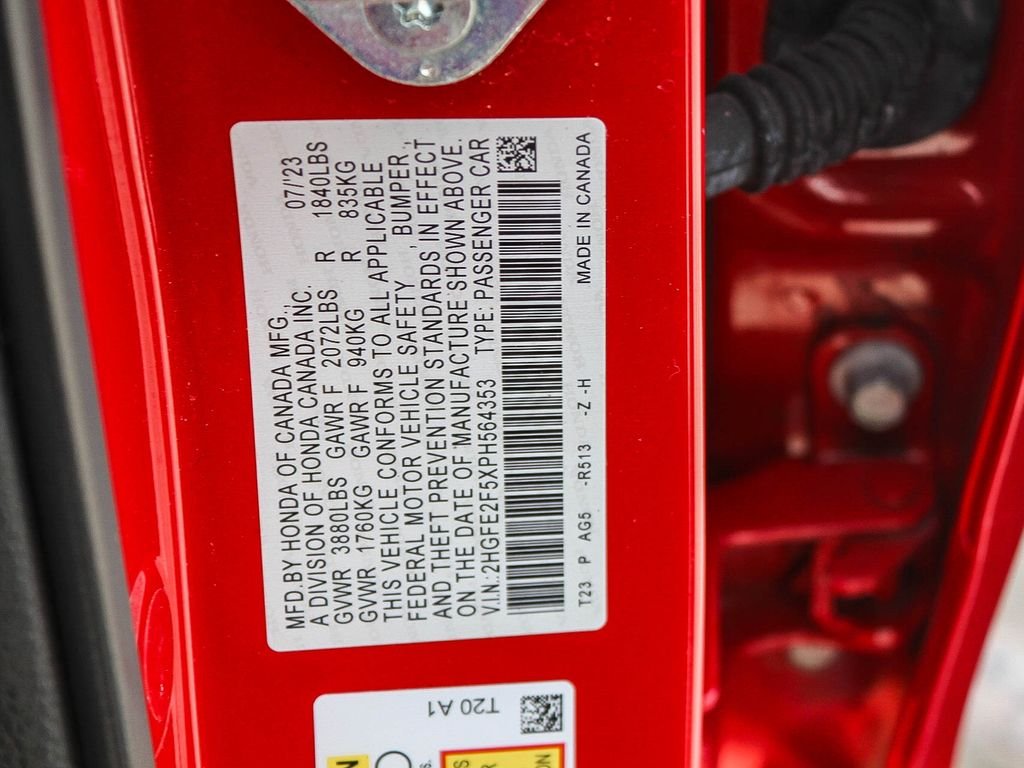 MFD.BY HONDA OF CANADA MFG.,
A DIVISION OF HONDA CANADA INC. 07/'23
GVWR 3880LBS GAWR F 2072LBS R 1840LBS
GVWR 1760KG GAWR F 940KG R 835KG
THIS VEHICLE CONFORMS TO ALL APPLICABLE
FEDERAL MOTOR VEHICLE SAFETY, BUMPER,
AND THEFT PREVENTION STANDARDS IN EFFECT
ON THE DATE OF MANUFACTURE SHOWN ABOVE.
V.I.N.:2HGFE2F5XPH564353 TYPE: PASSENGER CAR
T23 P AG5 -R513 -Z -H MADE IN CANADA
T20 A1